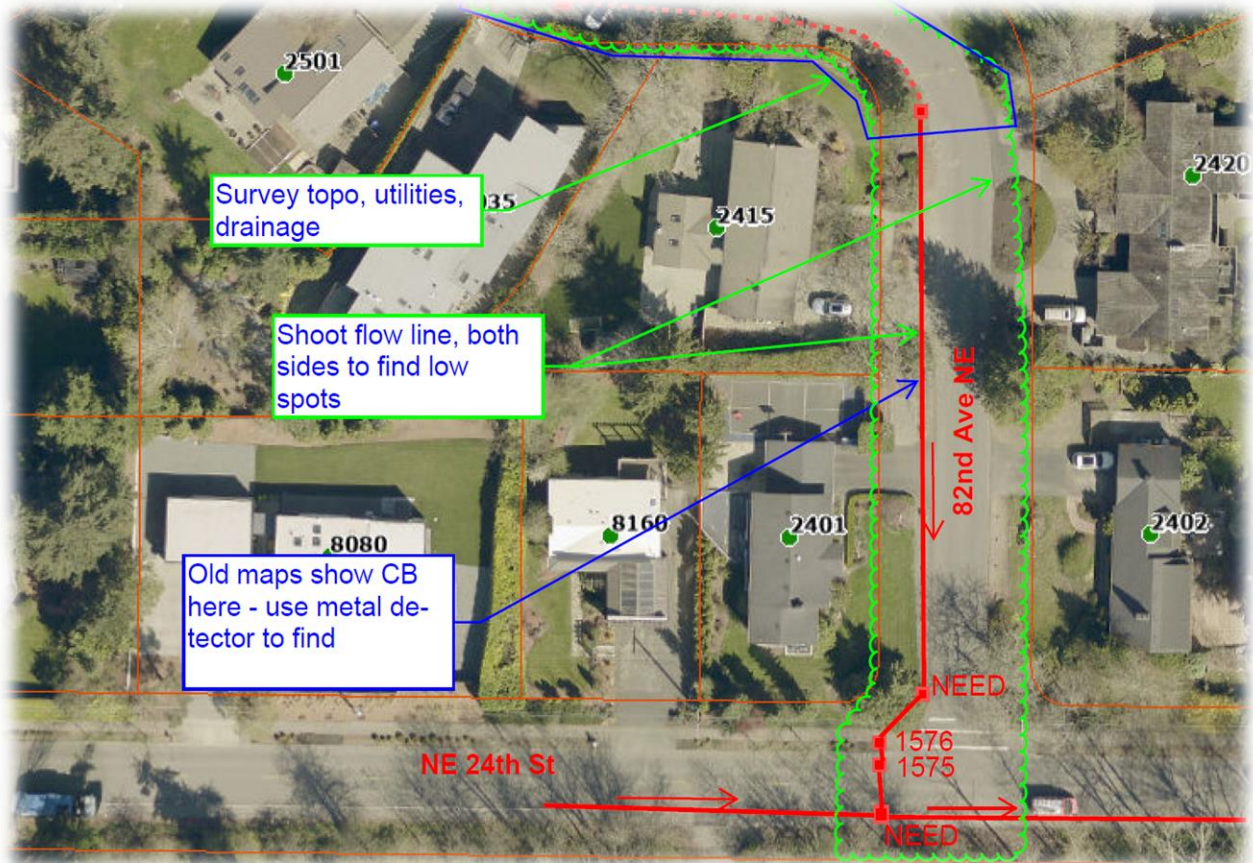 2501
2420
Survey topo, utilities,
drainage
035
2415
Shoot flow line, both
sides to find low
spots
82nd Ave NE
8160
2401
2402
8080
Old maps show CB
here - use metal de-
tector to find
NEED
1576
1575
NE 24th St
NEED